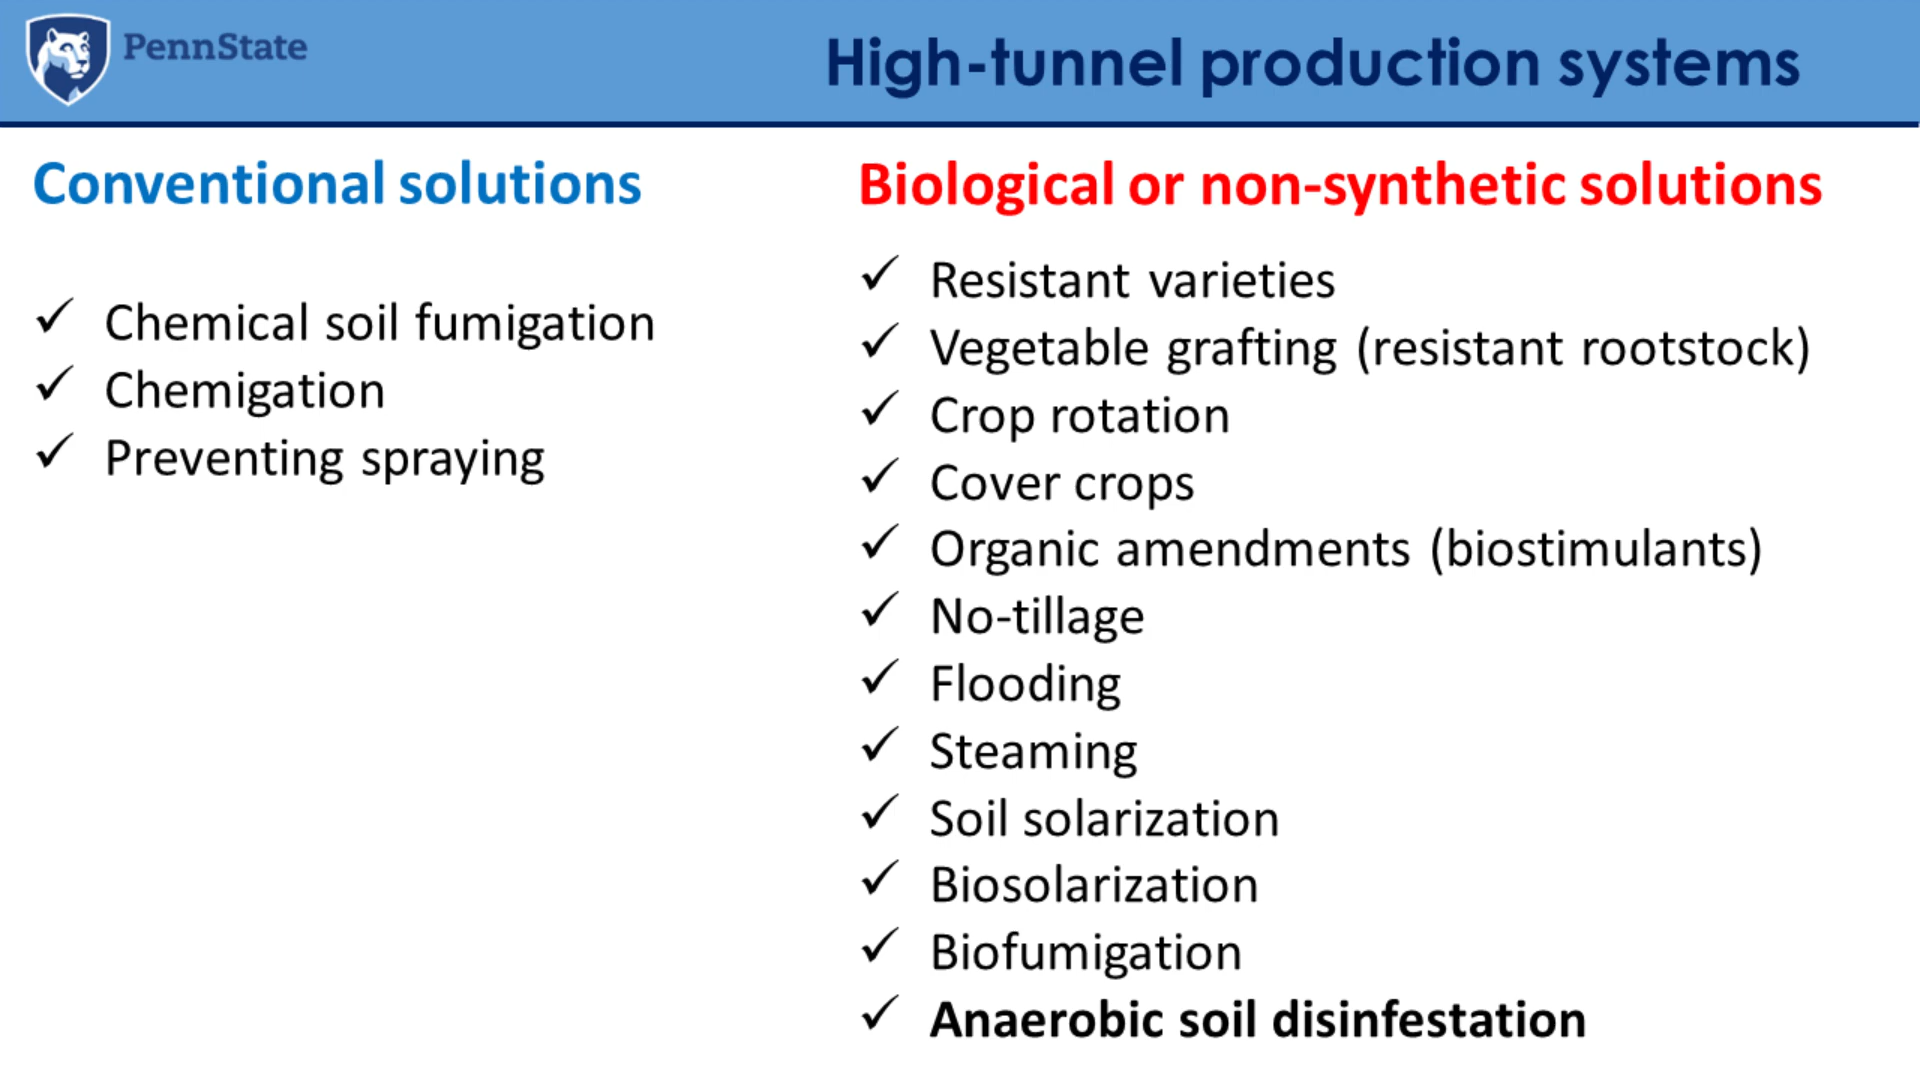 PennState
High-tunnel production systems
Conventional solutions
✓ Chemical soil fumigation
✓ Chemigation
✓ Preventing spraying
Biological or non-synthetic solutions
✓ Resistant varieties
✓ Vegetable grafting (resistant rootstock)
✓ Crop rotation
✓ Cover crops
✓ Organic amendments (biostimulants)
✓ No-tillage
✓ Flooding
✓ Steaming
✓ Soil solarization
✓ Biosolarization
✓ Biofumigation
✓ Anaerobic soil disinfestation